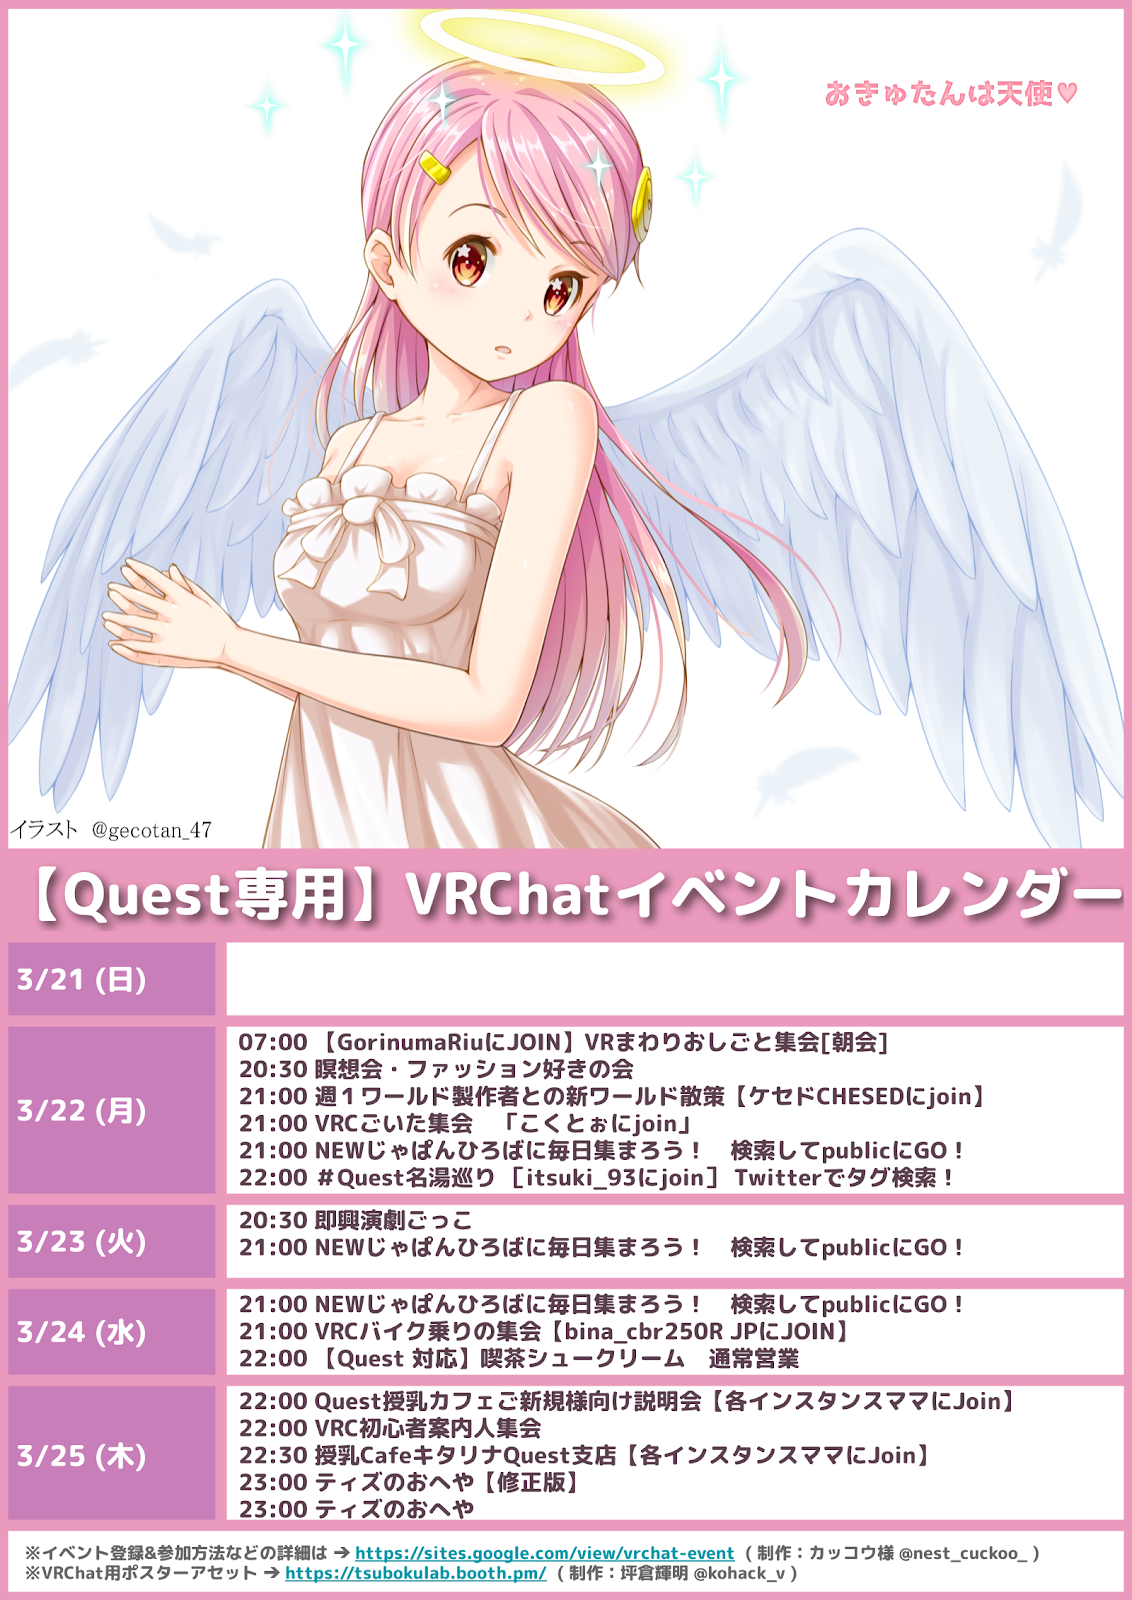 おきゅたんは天使♥
イラスト @gecotan_47
【Quest専用】VRChatイベントカレンダー
3/21 (日)
3/22 (月)
07:00 【GorinumaRiuにJOIN】VRまわりおしごと集会[朝会]
20:30 瞑想会・ファッション好きの会
21:00 週１ワールド製作者との新ワールド散策【ケセドCHESEDにjoin】
21:00 VRCごいた集会　「こくとぉにjoin」
21:00 NEWじゃぱんひろばに毎日集まろう！　検索してpublicにGO！
22:00 ＃Quest名湯巡り ［itsuki_93にjoin］ Twitterでタグ検索！
3/23 (火)
20:30 即興演劇ごっこ
21:00 NEWじゃぱんひろばに毎日集まろう！　検索してpublicにGO！
3/24 (水)
21:00 NEWじゃぱんひろばに毎日集まろう！　検索してpublicにGO！
21:00 VRCバイク乗りの集会【bina_cbr250R JPにJOIN】
22:00 【Quest 対応】喫茶シュークリーム　通常営業
3/25 (木)
22:00 Quest授乳カフェご新規様向け説明会【各インスタンスママにJoin】
22:00 VRC初心者案内人集会
22:30 授乳CafeキタリナQuest支店【各インスタンスママにJoin】
23:00 ティズのおへや【修正版】
23:00 ティズのおへや
※イベント登録&参加方法などの詳細は → https://sites.google.com/view/vrchat-event ( 制作：カッコウ様 @nest_cuckoo_ )
※VRChat用ポスターアセット → https://tsubokulab.booth.pm/ ( 制作：坪倉輝明 @kohack_v )